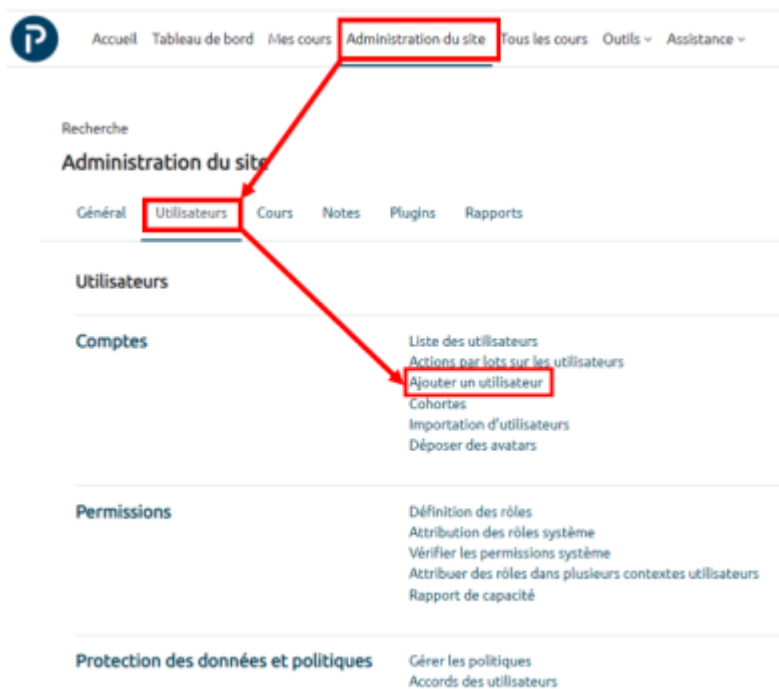 P
Accueil Tableau de bord Mes cours Administration du site Tous les cours Outils Assistance
Recherche
Administration du site
Général Utilisateurs Cours Notes Plugins Rapports
Utilisateurs
Comptes
Liste des utilisateurs
Actions par lots sur les utilisateurs
Ajouter un utilisateur
Cohortes
Importation d'utilisateurs
Déposer des avatars
Permissions
Définition des rôles
Attribution des rôles système
Vérifier les permissions système
Attribuer des rôles dans plusieurs contextes utilisateurs
Rapport de capacité
Protection des données et politiques
Gérer les politiques
Accords des utilisateurs